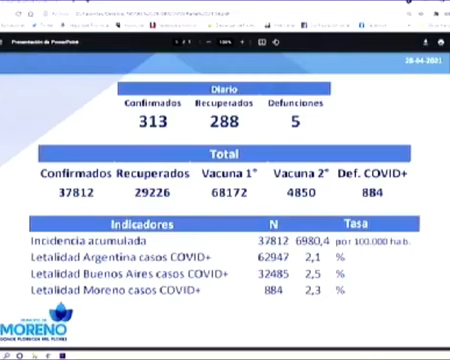 Presentación de PowerPoint
28-04-2021
Diario
Confirmados Recuperados Defunciones
313 288 5
Total
Confirmados Recuperados Vacuna 1° Vacuna 2° Def. COVID+
37812 29226 68172 4850 884
Indicadores N Tasa
Incidencia acumulada 37812 6980,4 por 100.000 hab.
Letalidad Argentina casos COVID+ 62947 2,1 %
Letalidad Buenos Aires casos COVID+ 32485 2,5 %
Letalidad Moreno casos COVID+ 884 2,3 %
MUNICIPIO DE
MORENO